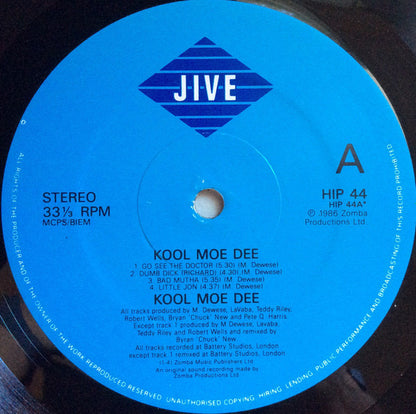 JIVE
A
STEREO
33⅓ RPM
MCPS/BIEM
HIP 44
HIP 44A*
℗ 1986 Zomba
Productions Ltd
KOOL MOE DEE
1. GO SEE THE DOCTOR (5.30) (M. Dewese)
2. DUMB DICK (RICHARD) (4.30) (M. Dewese)
3. BAD MUTHA (5.35) (M. Dewese)
4. LITTLE JON (4.37) (M. Dewese)
KOOL MOE DEE
All tracks produced by M. Dewese, LaVaba, Teddy Riley,
Robert Wells, Bryan 'Chuck' New and Pete Q. Harris.
Except track 1 produced by M. Dewese, Lavaba,
Teddy Riley and Robert Wells and remixed by
Bryan 'Chuck' New.
All tracks recorded at Battery Studios, London
except track 1 remixed at Battery Studios, London
(1-4) Zomba Music Publishers Ltd
An original sound recording made by
Zomba Productions Ltd
ALL RIGHTS OF THE PRODUCER AND OF THE OWNER OF THE WORK REPRODUCED RESERVED. UNAUTHORISED COPYING, HIRING, LENDING, PUBLIC PERFORMANCE AND BROADCASTING OF THIS RECORD PROHIBITED